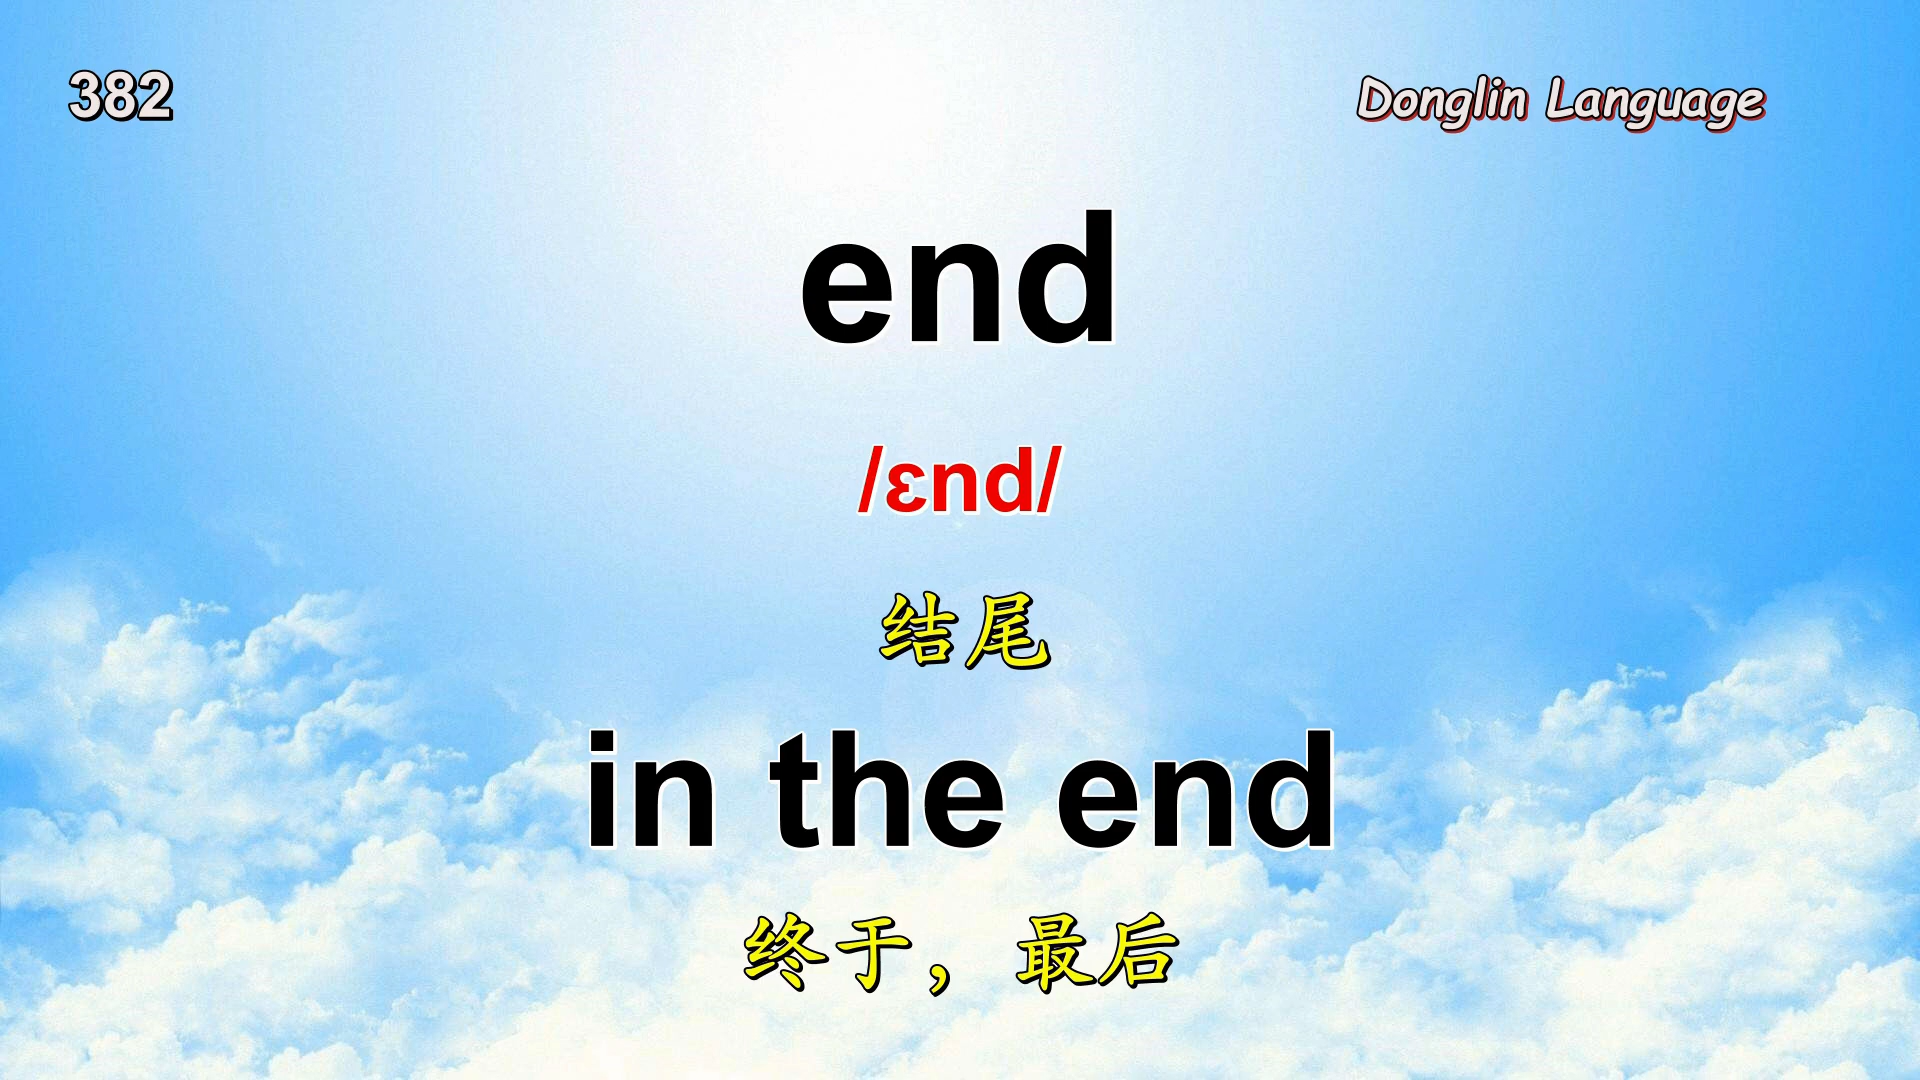 382
Donglin Language
end
/ɛnd/
结尾
in the end
终于，最后